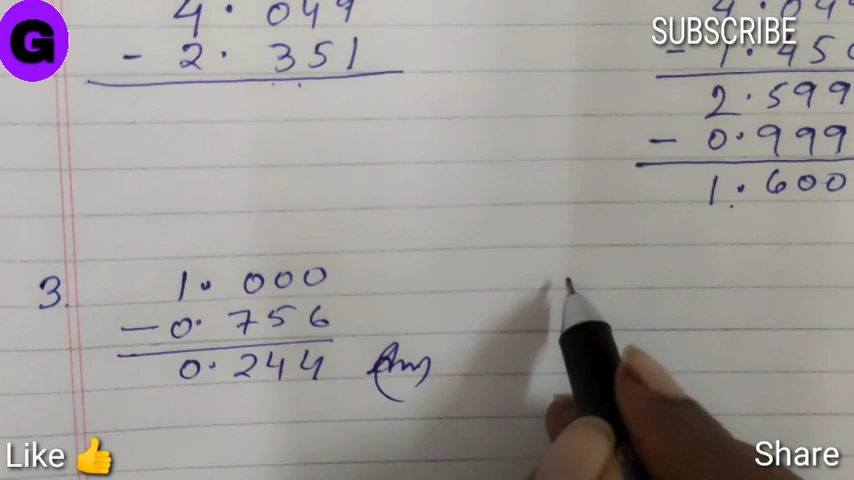 G
4.049
- 2.351
SUBSCRIBE
2.599
- 0.999
1.600
3.
1.000
- 0.756
0.244 Ans
Like 👍
Share